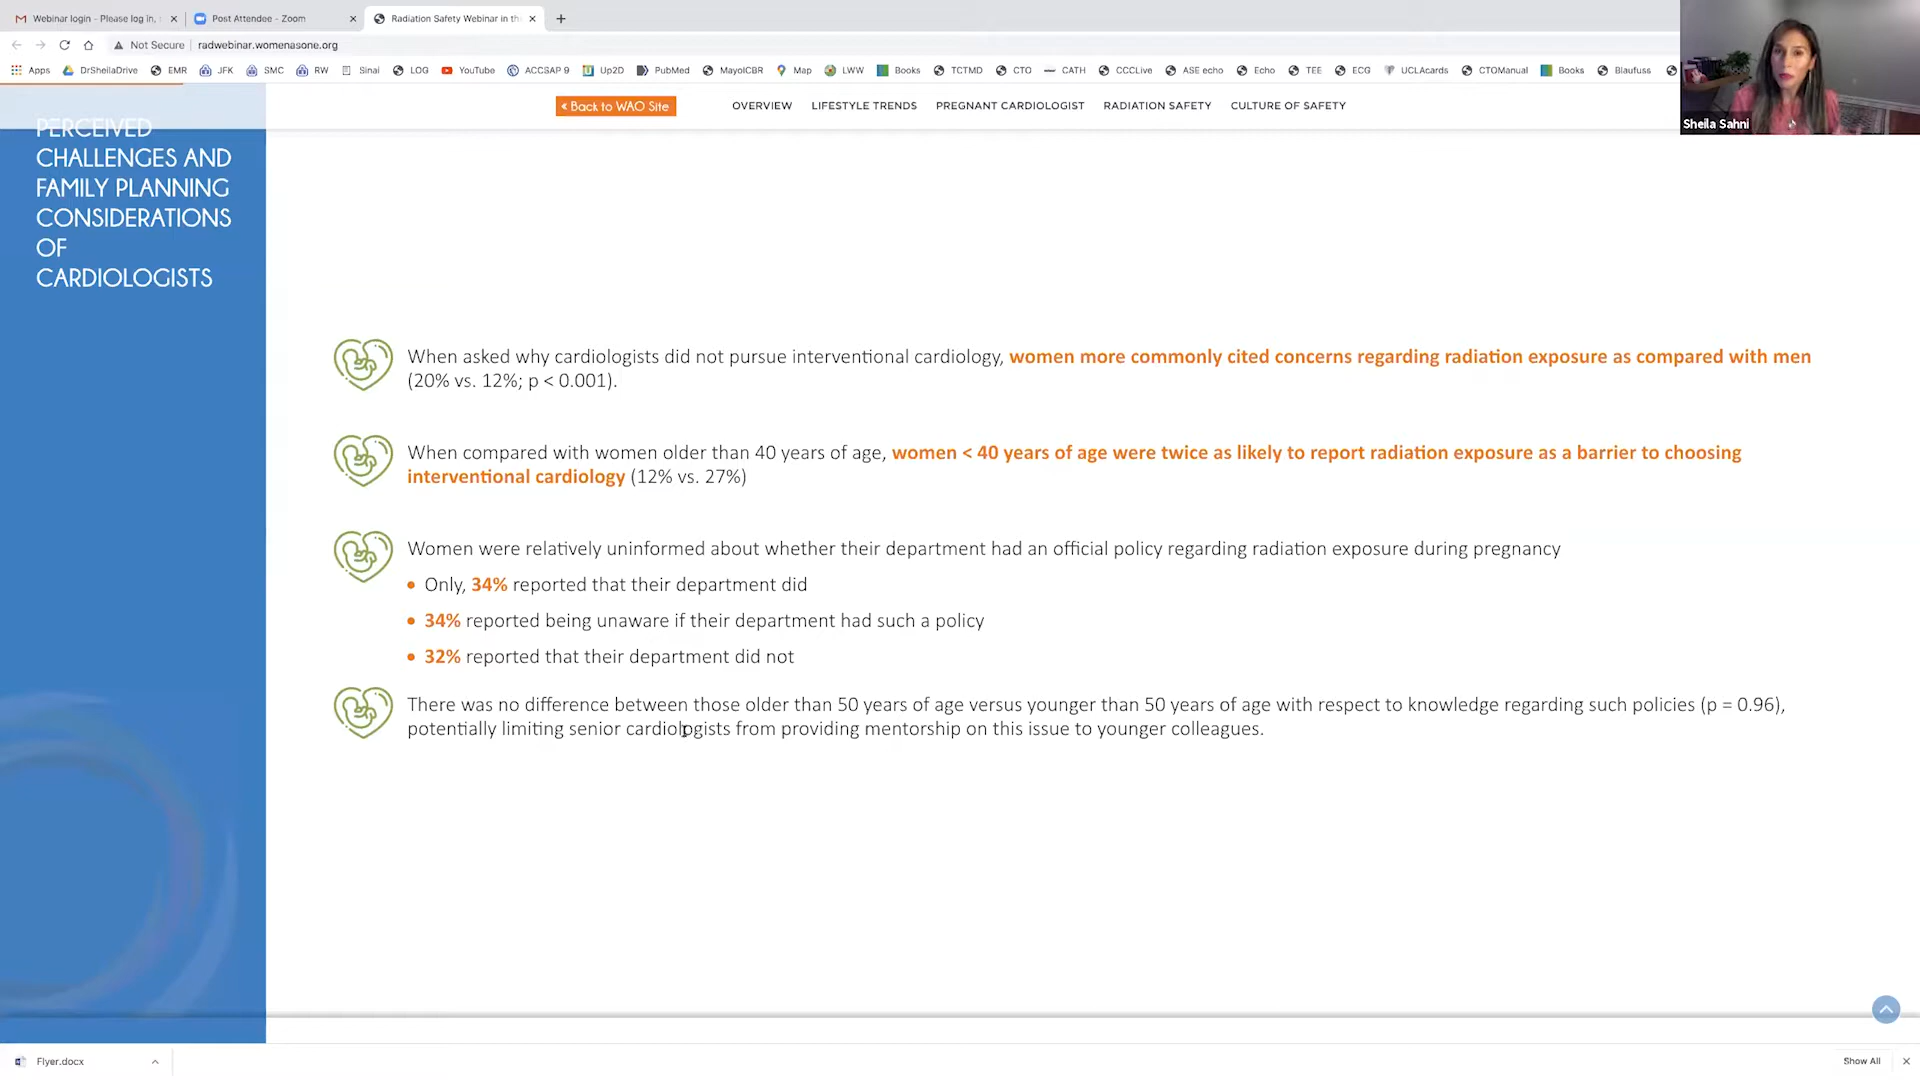 Webinar login - Please log in,
Post Attendee - Zoom
Radiation Safety Webinar in th
Not Secure
radwebinar.womenasone.org
Apps
DrSheilaDrive
EMR
JFK
SMC
RW
Sinai
LOG
YouTube
ACCSAP 9
Up2D
PubMed
MayoICBR
Map
LWW
Books
TCTMD
CTO
CATH
CCCLive
ASE echo
Echo
TEE
ECG
UCLAcards
CTOManual
Books
Blaufuss
Sheila Sahni
« Back to WAO Site
OVERVIEW
LIFESTYLE TRENDS
PREGNANT CARDIOLOGIST
RADIATION SAFETY
CULTURE OF SAFETY
PERCEIVED
CHALLENGES AND
FAMILY PLANNING
CONSIDERATIONS
OF
CARDIOLOGISTS
When asked why cardiologists did not pursue interventional cardiology, women more commonly cited concerns regarding radiation exposure as compared with men
(20% vs. 12%; p < 0.001).
When compared with women older than 40 years of age, women < 40 years of age were twice as likely to report radiation exposure as a barrier to choosing
interventional cardiology (12% vs. 27%)
Women were relatively uninformed about whether their department had an official policy regarding radiation exposure during pregnancy
• Only, 34% reported that their department did
• 34% reported being unaware if their department had such a policy
• 32% reported that their department did not
There was no difference between those older than 50 years of age versus younger than 50 years of age with respect to knowledge regarding such policies (p = 0.96),
potentially limiting senior cardiologists from providing mentorship on this issue to younger colleagues.
Flyer.docx
Show All